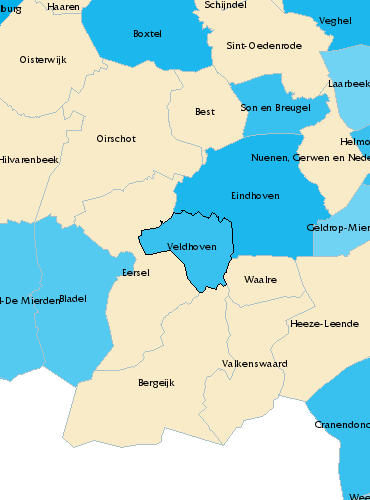 Haaren
burg
Schijndel
Veghel
Boxtel
Sint-Oedenrode
Oisterwijk
Laarbeek
Best
Son en Breugel
Oirschot
Helmo
Hilvarenbeek
Nuenen, Gerwen en Nede
Eindhoven
Geldrop-Mier
Veldhoven
Eersel
Waalre
l-De Mierden
Bladel
Heeze-Leende
Valkenswaard
Bergeijk
Cranendonc
Wee